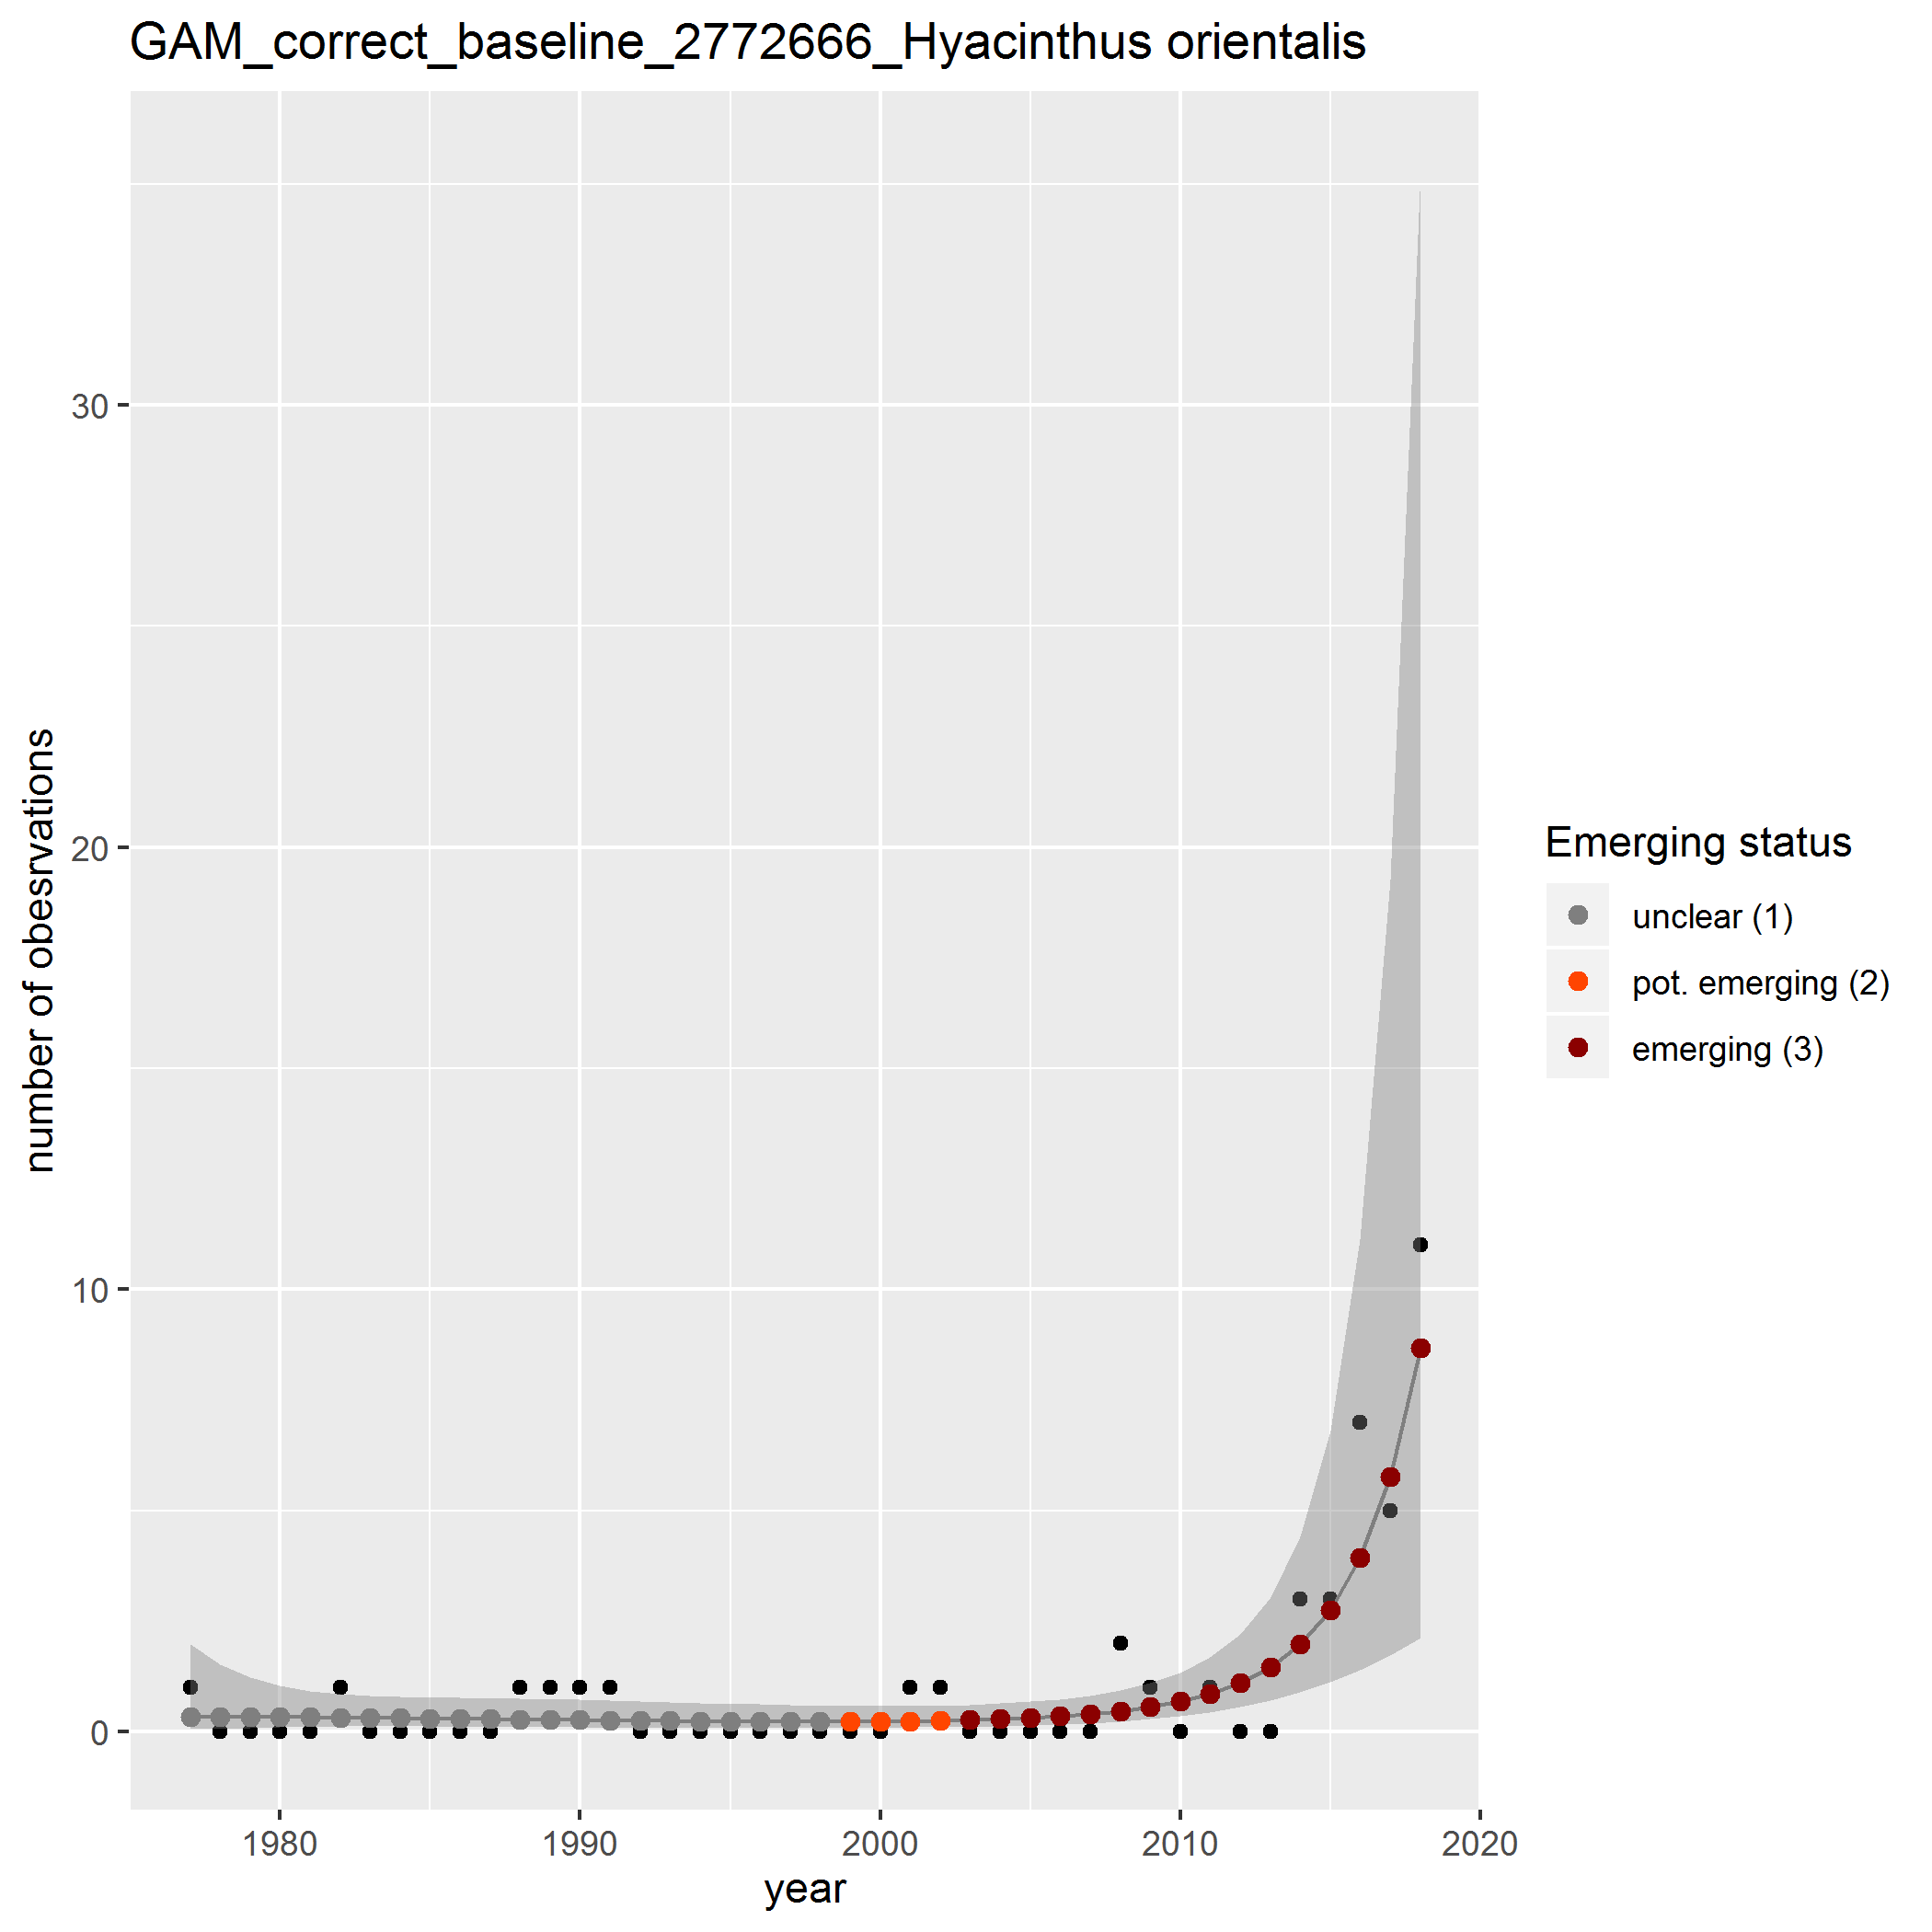 GAM_correct_baseline_2772666_Hyacinthus orientalis
number of obesrvations
30
20
10
0
1980
1990
2000
2010
2020
year
Emerging status
unclear (1)
pot. emerging (2)
emerging (3)